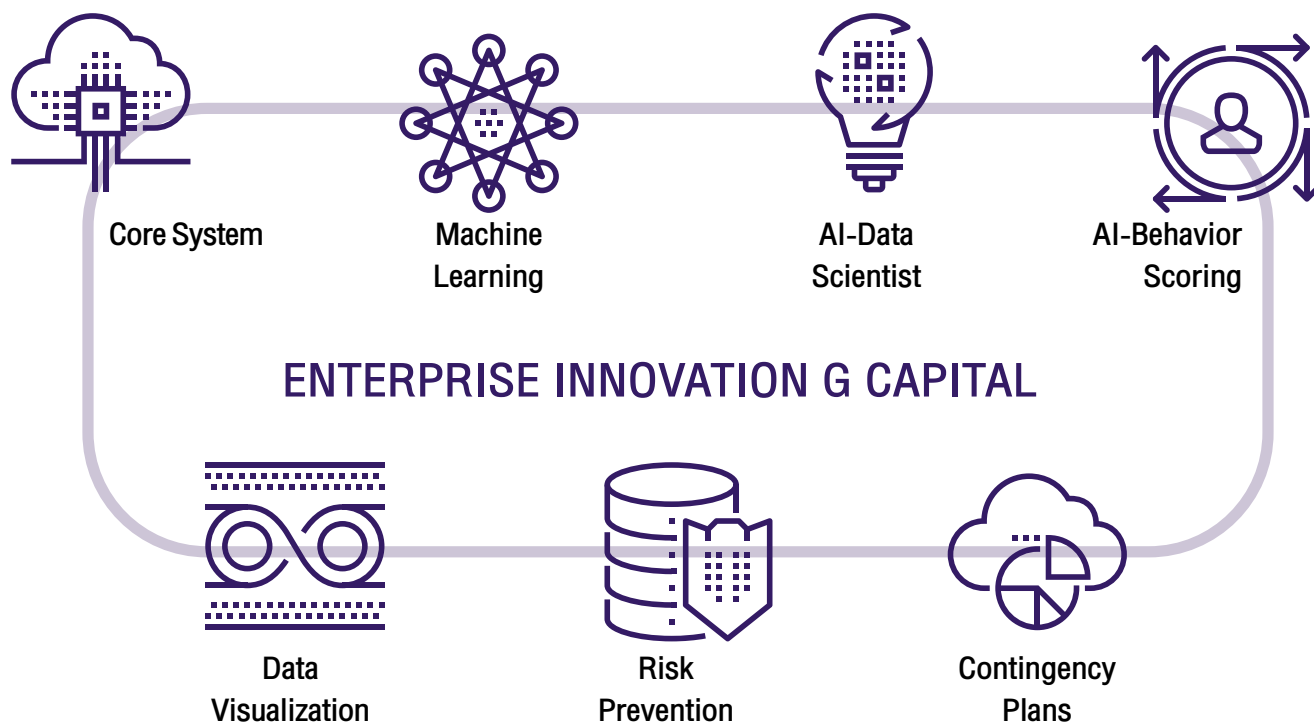 Core System
Machine
Learning
AI-Data
Scientist
AI-Behavior
Scoring
ENTERPRISE INNOVATION G CAPITAL
Data
Visualization
Risk
Prevention
Contingency
Plans